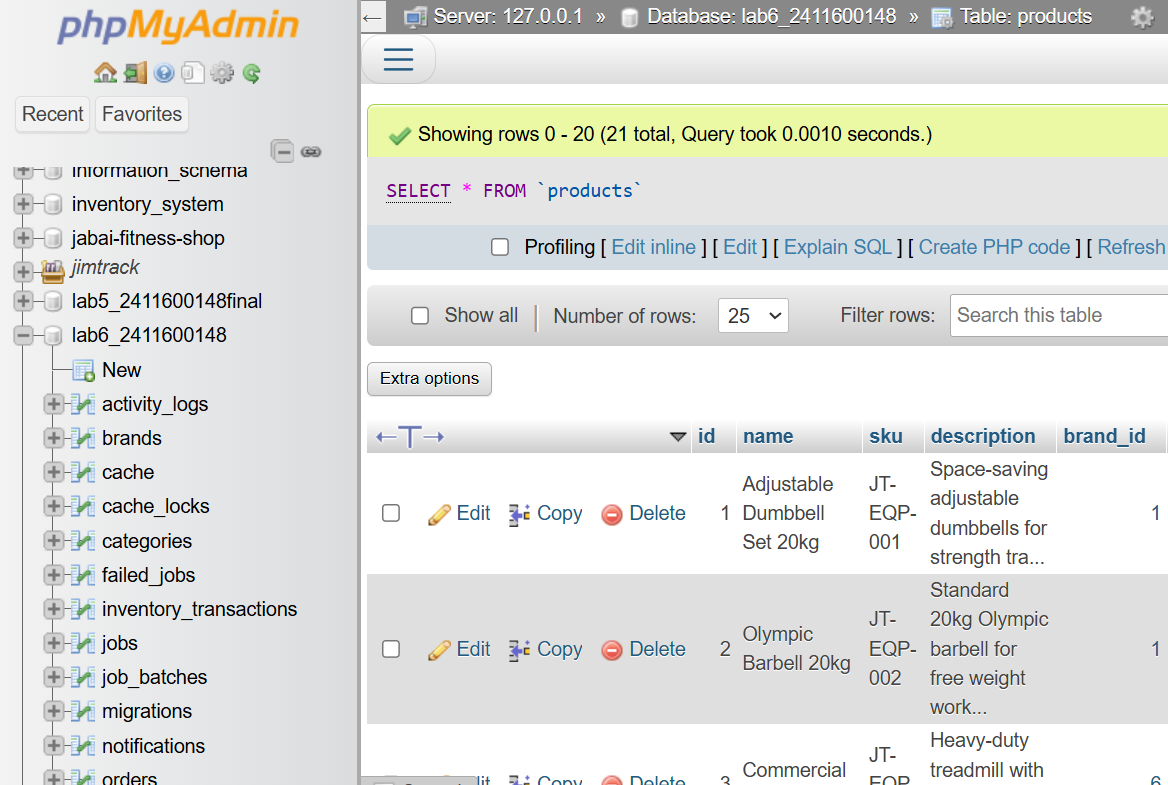 phpMyAdmin
Recent Favorites
information_schema
inventory_system
jabai-fitness-shop
jimtrack
lab5_2411600148final
lab6_2411600148
New
activity_logs
brands
cache
cache_locks
categories
failed_jobs
inventory_transactions
jobs
job_batches
migrations
notifications
orders
← Server: 127.0.0.1 » Database: lab6_2411600148 » Table: products
Showing rows 0 - 20 (21 total, Query took 0.0010 seconds.)
SELECT * FROM `products`
Profiling [ Edit inline ] [ Edit ] [ Explain SQL ] [ Create PHP code ] [ Refresh
Show all | Number of rows: 25 Filter rows: Search this table
Extra options
←T→ id name sku description brand_id
Edit Copy Delete 1
Adjustable
Dumbbell
Set 20kg
JT-
EQP-
001
Space-saving
adjustable
dumbbells for
strength tra...
1
Edit Copy Delete 2
Olympic
Barbell 20kg
JT-
EQP-
002
Standard
20kg Olympic
barbell for
free weight
work...
1
Copy Delete 3
Commercial
JT-
EQP
Heavy-duty
treadmill with
6